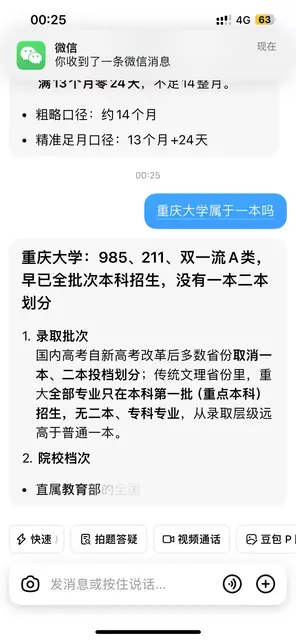 00:25
4G
63
微信
现在
你收到了一条微信消息
满13个月零24天，不足14整月。
• 粗略口径：约14个月
• 精准足月口径：13个月+24天
00:25
重庆大学属于一本吗
重庆大学：985、211、双一流A类，
早已全批次本科招生，没有一本二本
划分
1. 录取批次
国内高考自新高考改革后多数省份取消一
本、二本投档划分；传统文理省份里，重
大全部专业只在本科第一批（重点本科）
招生，无二本、专科专业，从录取层级远
高于普通一本。
2. 院校档次
• 直属教育部的全国
快速
拍题答疑
视频通话
豆包 P
发消息或按住说话...